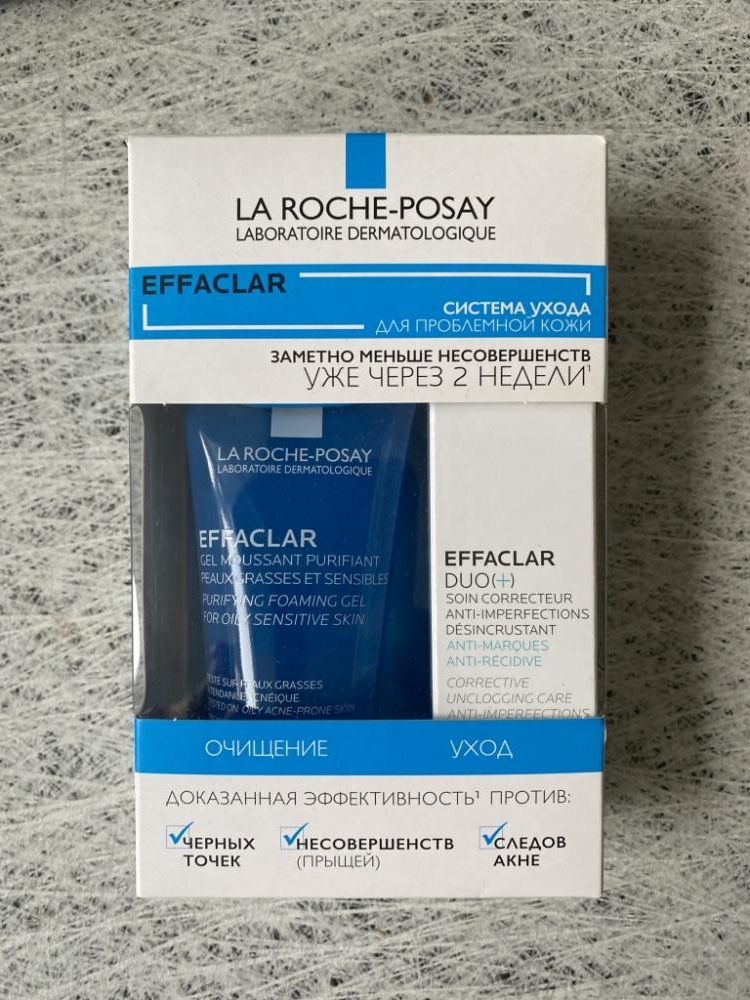 LA ROCHE-POSAY
LABORATOIRE DERMATOLOGIQUE
EFFACLAR
СИСТЕМА УХОДА
ДЛЯ ПРОБЛЕМНОЙ КОЖИ
ЗАМЕТНО МЕНЬШЕ НЕСОВЕРШЕНСТВ
УЖЕ ЧЕРЕЗ 2 НЕДЕЛИ¹
LA ROCHE-POSAY
LABORATOIRE DERMATOLOGIQUE
EFFACLAR
GEL MOUSSANT PURIFIANT
PEAUX GRASSES ET SENSIBLES
PURIFYING FOAMING GEL
FOR OILY SENSITIVE SKIN
SUR PEAUX GRASSES
TENDANCE ACNÉIQUE
TESTED ON OILY ACNE-PRONE SKIN
EFFACLAR
DUO(+)
SOIN CORRECTEUR
ANTI-IMPERFECTIONS
DÉSINCRUSTANT
ANTI-MARQUES
ANTI-RÉCIDIVE
CORRECTIVE
UNCLOGGING CARE
ANTI-IMPERFECTIONS
ОЧИЩЕНИЕ
УХОД
ДОКАЗАННАЯ ЭФФЕКТИВНОСТЬ¹ ПРОТИВ:
ЧЕРНЫХ
ТОЧЕК
НЕСОВЕРШЕНСТВ
(ПРЫЩЕЙ)
СЛЕДОВ
АКНЕ